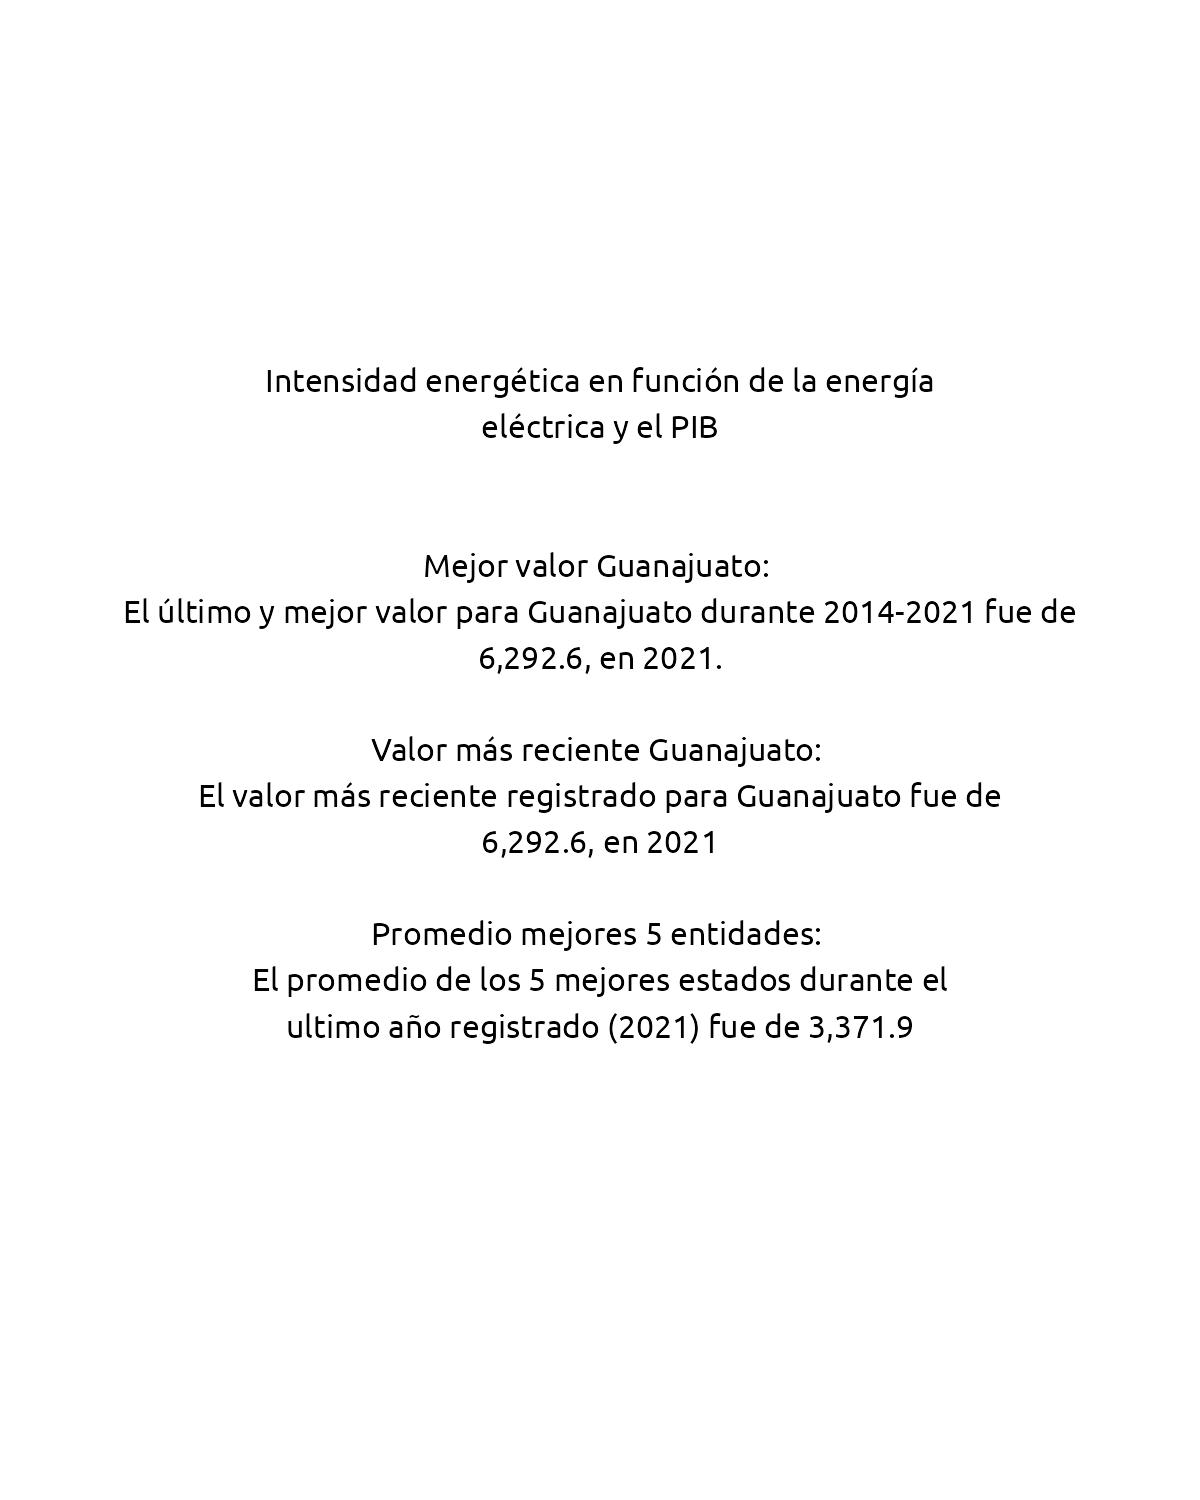 Intensidad energética en función de la energía
eléctrica y el PIB
Mejor valor Guanajuato:
El último y mejor valor para Guanajuato durante 2014-2021 fue de
6,292.6, en 2021.
Valor más reciente Guanajuato:
El valor más reciente registrado para Guanajuato fue de
6,292.6, en 2021
Promedio mejores 5 entidades:
El promedio de los 5 mejores estados durante el
ultimo año registrado (2021) fue de 3,371.9